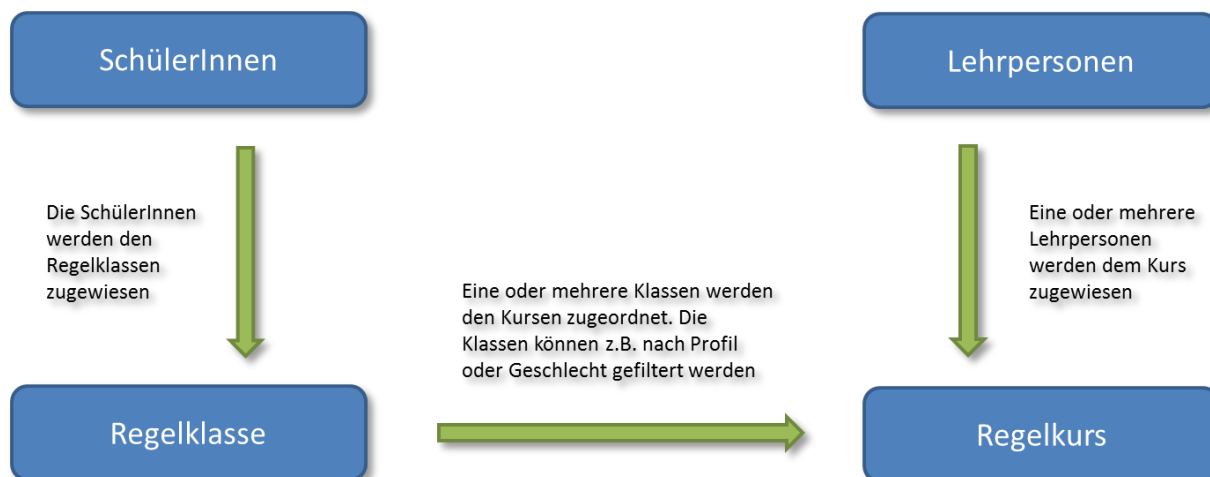 SchülerInnen
Lehrpersonen
Die SchülerInnen
werden den
Regelklassen
zugewiesen
Eine oder mehrere
Lehrpersonen
werden dem Kurs
zugewiesen
Eine oder mehrere Klassen werden
den Kursen zugeordnet. Die
Klassen können z.B. nach Profil
oder Geschlecht gefiltert werden
Regelklasse
Regelkurs